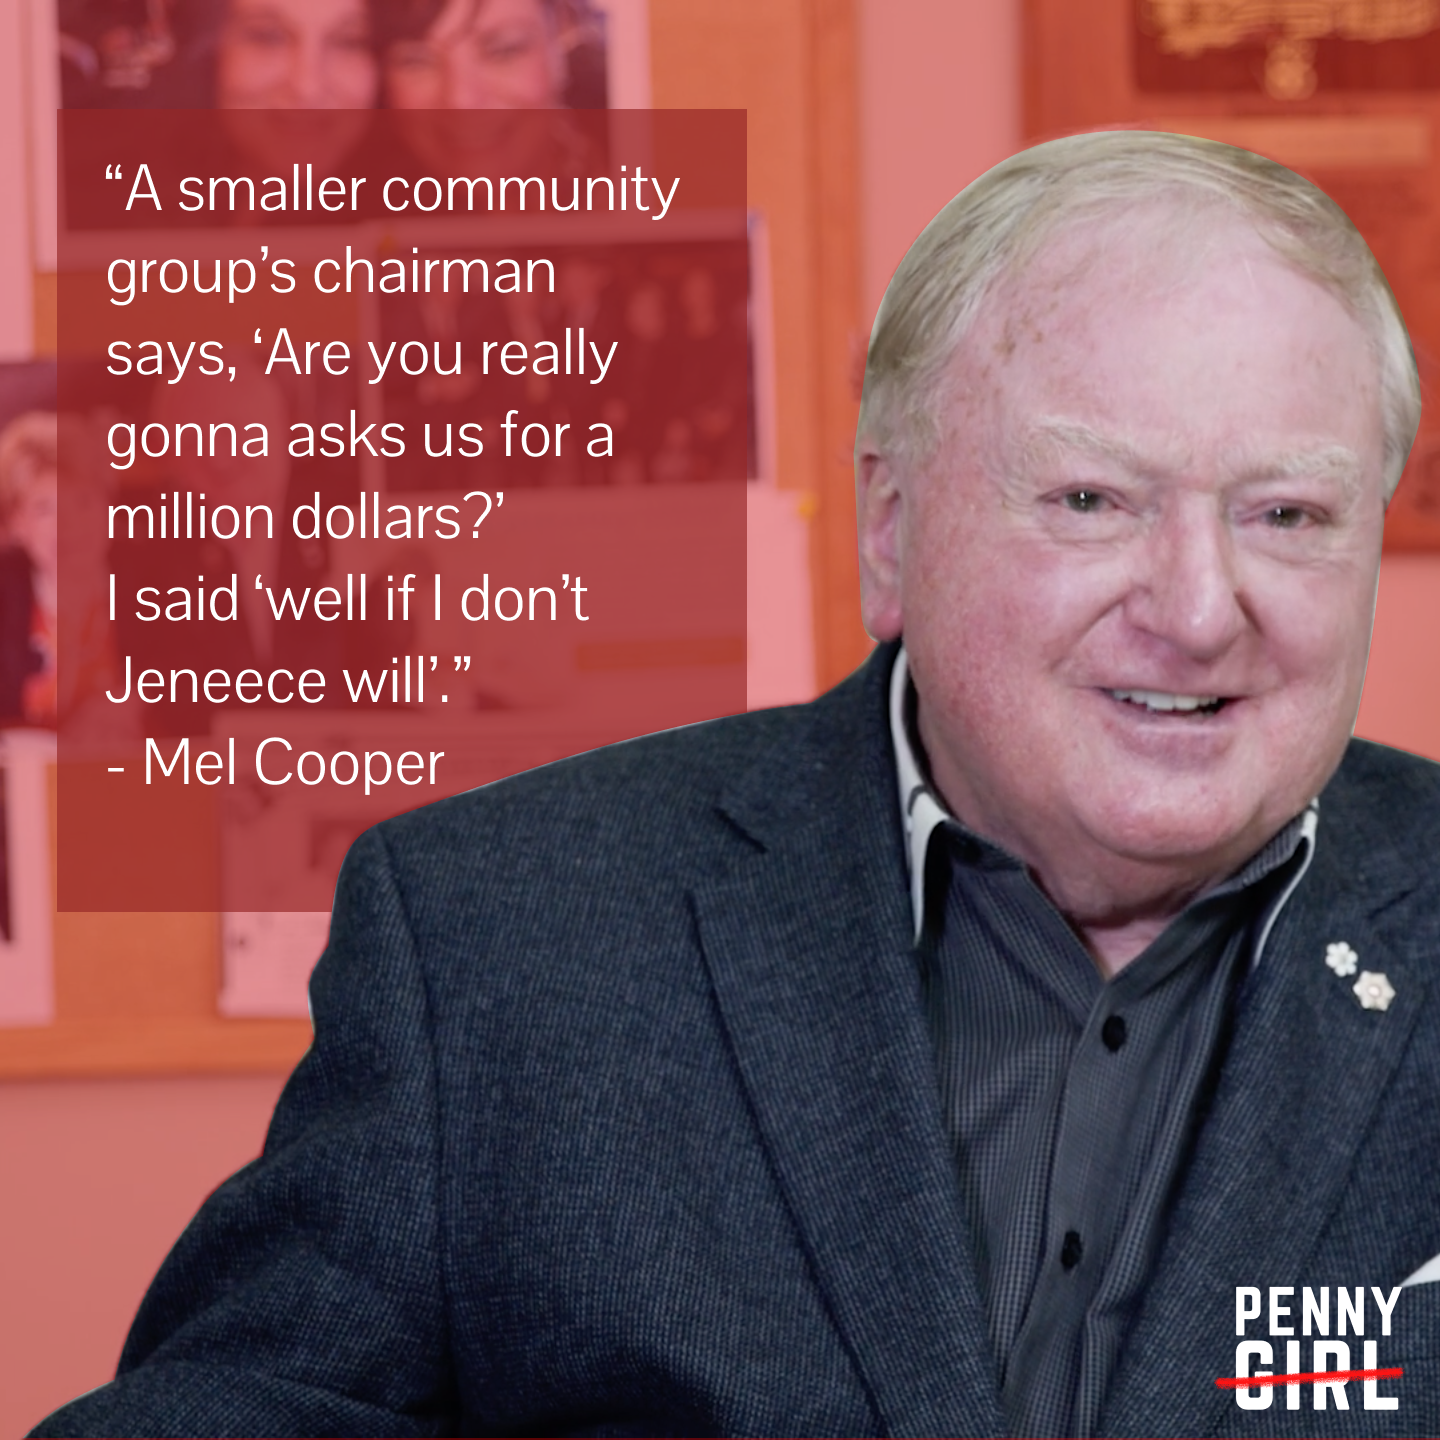 “A smaller community
group’s chairman
says, ‘Are you really
gonna asks us for a
million dollars?’
I said ‘well if I don’t
Jeneece will’.”
- Mel Cooper
PENNY
GIRL